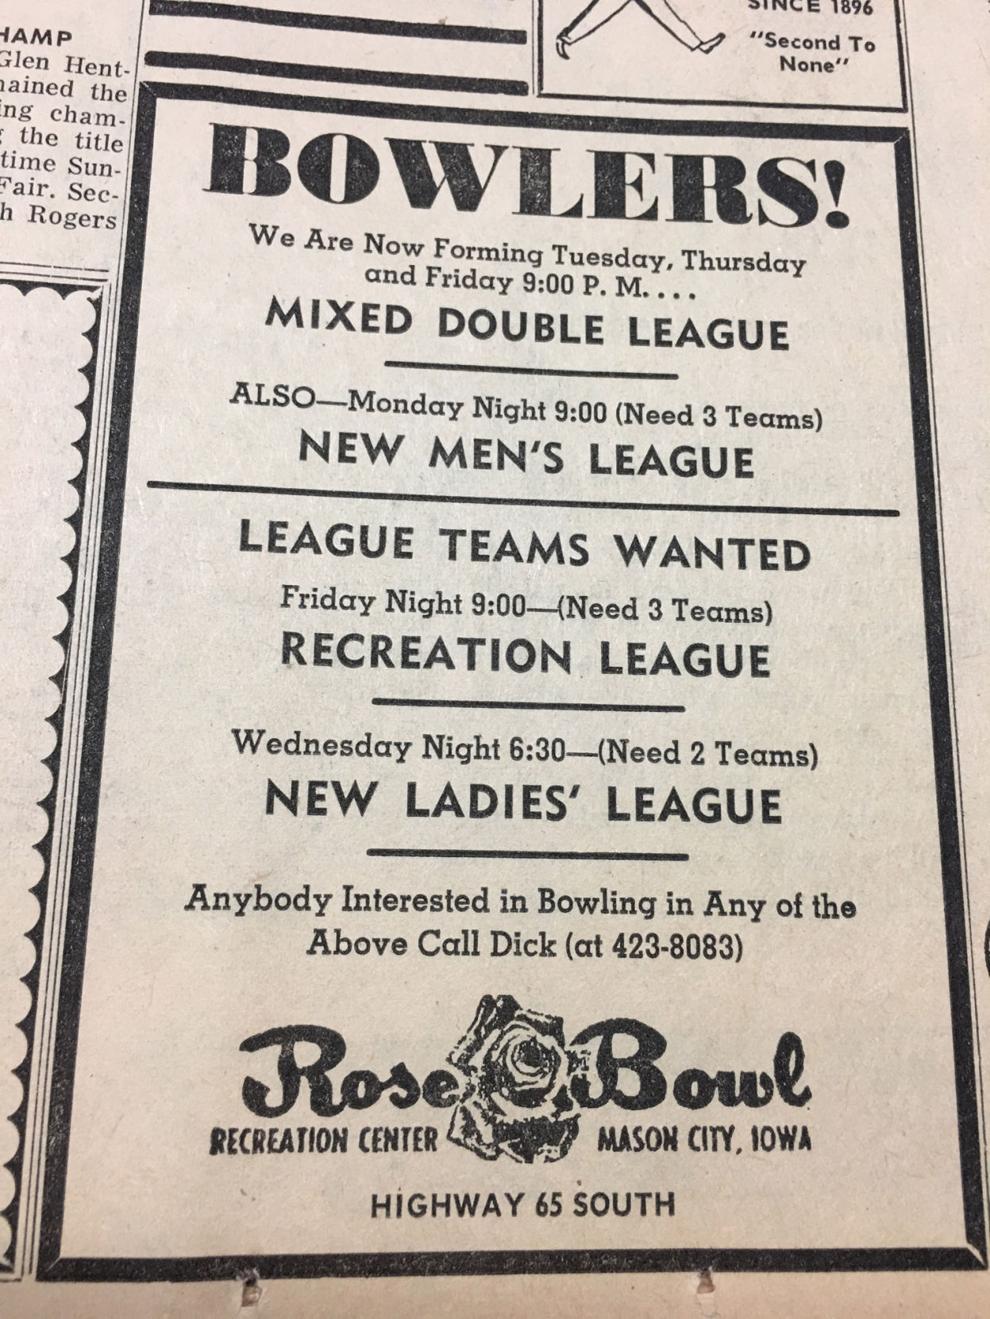 HAMP
Glen Hent-
ained the
ing cham-
the title
time Sun-
Fair. Sec-
h Rogers
SINCE 1896
"Second To
None"
BOWLERS!
We Are Now Forming Tuesday, Thursday
and Friday 9:00 P. M. . . .
MIXED DOUBLE LEAGUE
ALSO—Monday Night 9:00 (Need 3 Teams)
NEW MEN'S LEAGUE
LEAGUE TEAMS WANTED
Friday Night 9:00—(Need 3 Teams)
RECREATION LEAGUE
Wednesday Night 6:30—(Need 2 Teams)
NEW LADIES' LEAGUE
Anybody Interested in Bowling in Any of the
Above Call Dick (at 423-8083)
Rose Bowl
RECREATION CENTER MASON CITY, IOWA
HIGHWAY 65 SOUTH